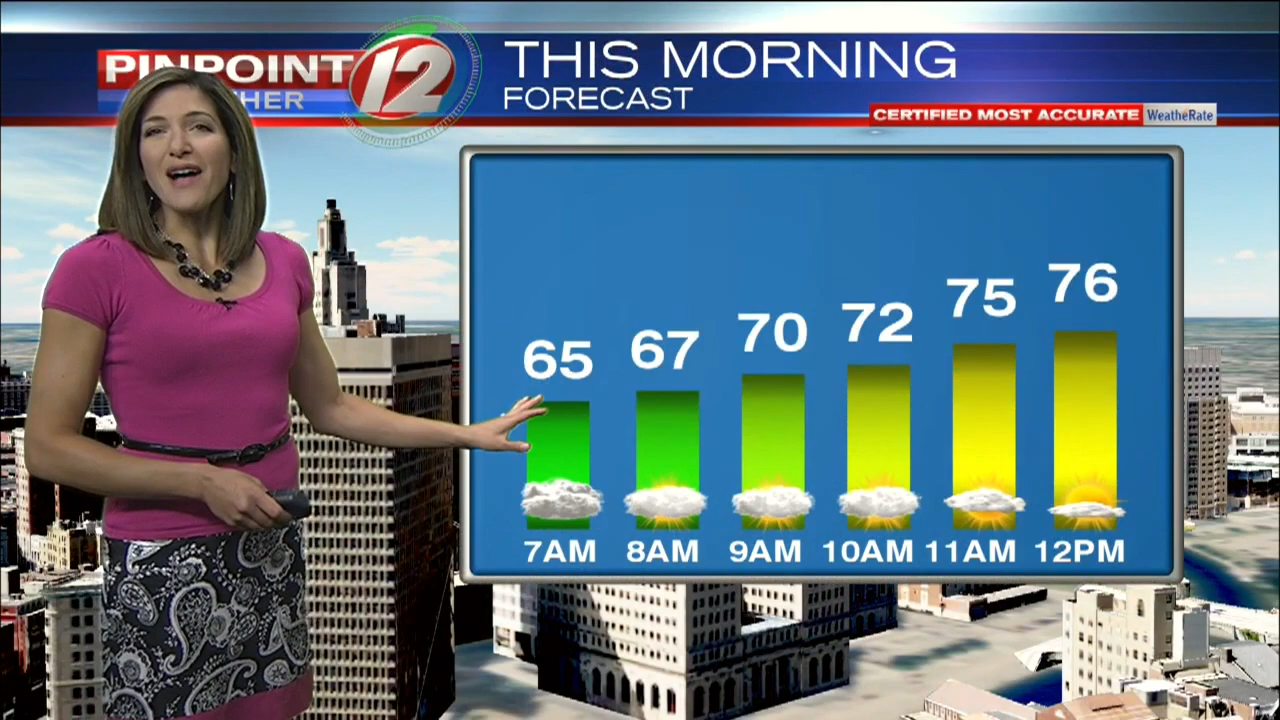 PINPOINT 12
THIS MORNING
FORECAST
CERTIFIED MOST ACCURATE WeatheRate
65 67 70 72 75 76
7AM 8AM 9AM 10AM 11AM 12PM